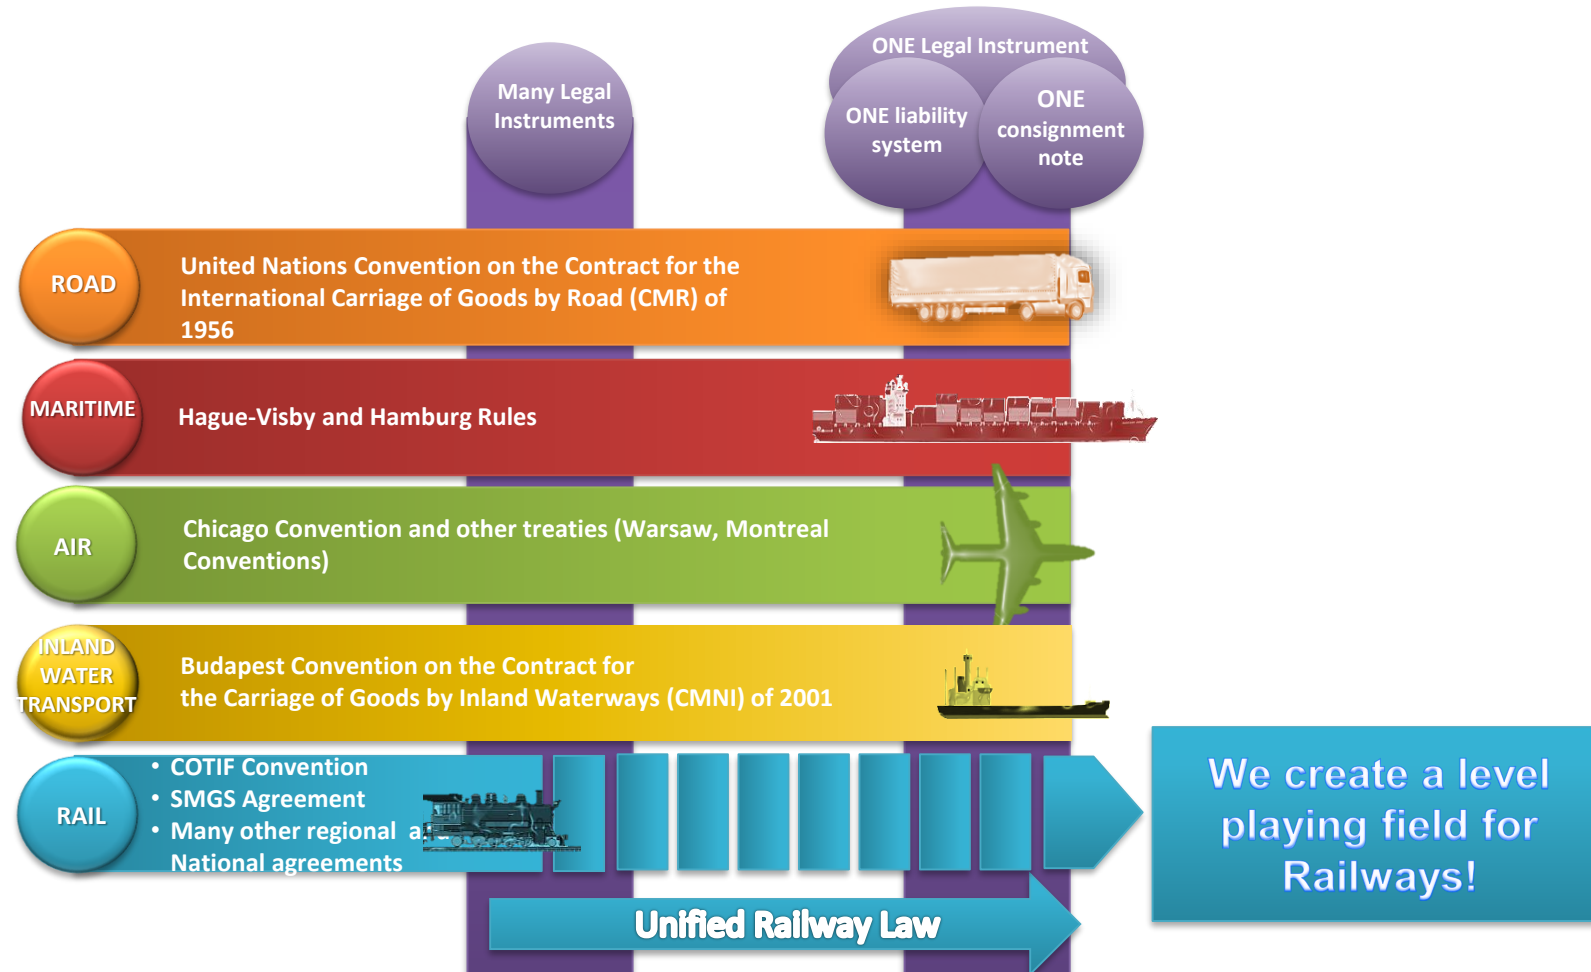 ONE Legal Instrument
Many Legal
Instruments
ONE liability
system
ONE
consignment
note
ROAD
United Nations Convention on the Contract for the
International Carriage of Goods by Road (CMR) of
1956
MARITIME
Hague-Visby and Hamburg Rules
AIR
Chicago Convention and other treaties (Warsaw, Montreal
Conventions)
INLAND
WATER
TRANSPORT
Budapest Convention on the Contract for
the Carriage of Goods by Inland Waterways (CMNI) of 2001
RAIL
• COTIF Convention
• SMGS Agreement
• Many other regional
National agreements
We create a level
playing field for
Railways!
Unified Railway Law